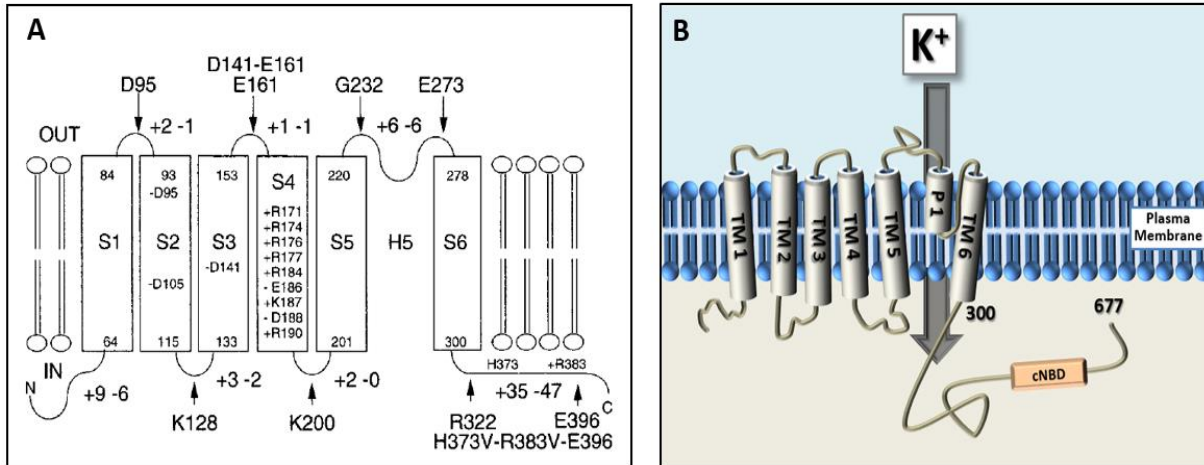 A
D95
D141-E161
E161
G232
E273
OUT
+2 -1
+1 -1
+6 -6
84
93
-D95
153
S4
220
278
+R171
+R174
+R176
+R177
+R184
- E186
+K187
- D188
+R190
S1
S2
S3
S5
H5
S6
-D105
-D141
64
115
133
201
300
H373
+R383
IN
N
+9 -6
+3 -2
+2 -0
+35 -47
C
K128
K200
R322
E396
H373V-R383V-E396
B
K+
TM 1
TM 2
TM 3
TM 4
TM 5
P 1
TM 6
Plasma
Membrane
300
677
cNBD